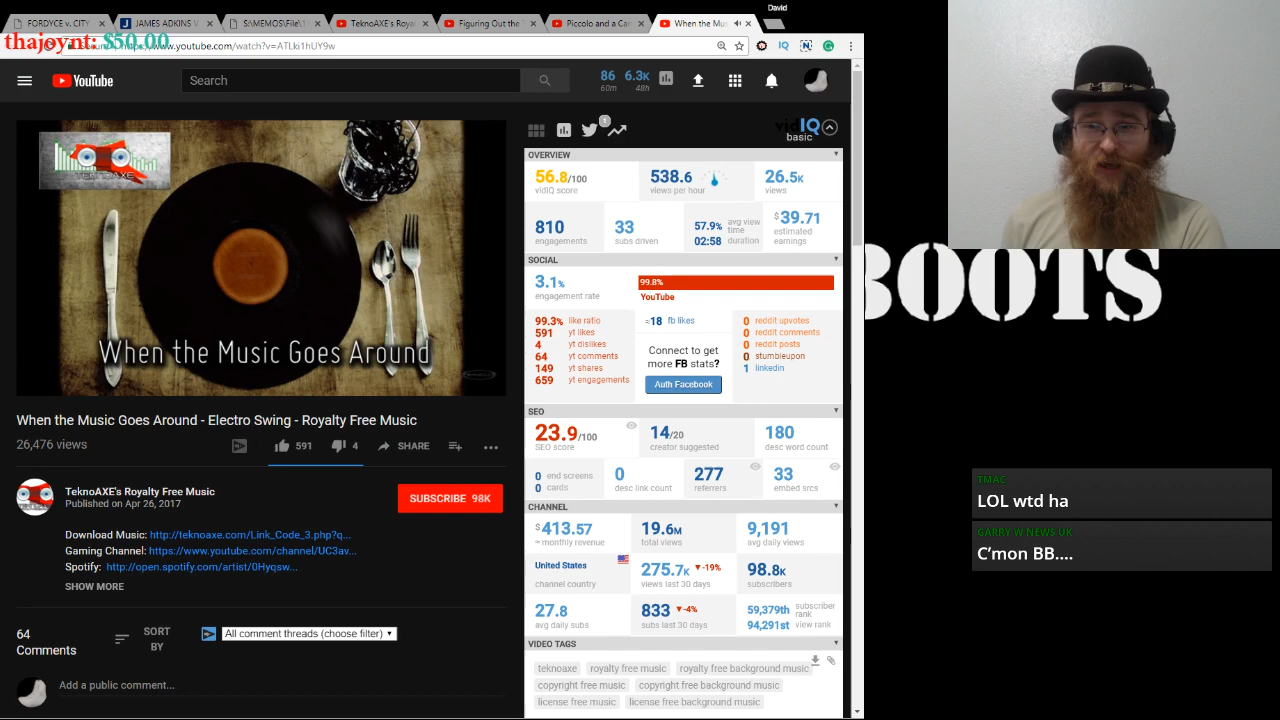 David
FORDYCE v. CITY
JAMES ADKINS V
S:\MEMOS\File\1
TeknoAXE's Roya
Figuring Out the T
Piccolo and a Can
When the Mus
thajoynt: $50.00
https://www.youtube.com/watch?v=ATLki1hUY9w
YouTube
Search
86 6.3K
60m 48h
1
vidIQ
basic
When the Music Goes Around
OVERVIEW
56.8/100 538.6 26.5K
vidIQ score views per hour views
810 33 57.9% avg view time $39.71
engagements subs driven 02:58 duration estimated earnings
SOCIAL
3.1% 99.8%
engagement rate YouTube
99.3% like ratio
591 yt likes
4 yt dislikes
64 yt comments
149 yt shares
659 yt engagements
≈18 fb likes
Connect to get
more FB stats?
Auth Facebook
0 reddit upvotes
0 reddit comments
0 reddit posts
0 stumbleupon
1 linkedin
SEO
23.9/100 14/20 180
SEO score creator suggested desc word count
0 end screens
0 cards
0 277 33
desc link count referrers embed srcs
CHANNEL
$413.57 19.6M 9,191
≈ monthly revenue total views avg daily views
United States 275.7K -19% 98.8K
channel country views last 30 days subscribers
27.8 833 -4% 59,379th subscriber rank
avg daily subs subs last 30 days 94,291st view rank
VIDEO TAGS
teknoaxe royalty free music royalty free background music
copyright free music copyright free background music
license free music license free background music
When the Music Goes Around - Electro Swing - Royalty Free Music
26,476 views
591 4 SHARE
TeknoAXE's Royalty Free Music
Published on Apr 26, 2017
SUBSCRIBE 98K
Download Music: http://teknoaxe.com/Link_Code_3.php?q...
Gaming Channel: https://www.youtube.com/channel/UC3av...
Spotify: http://open.spotify.com/artist/0Hyqsw...
SHOW MORE
64
Comments
SORT
BY
All comment threads (choose filter)
Add a public comment...
BOOTS
TMAC
LOL wtd ha
GARRY W NEWS UK
C'mon BB....